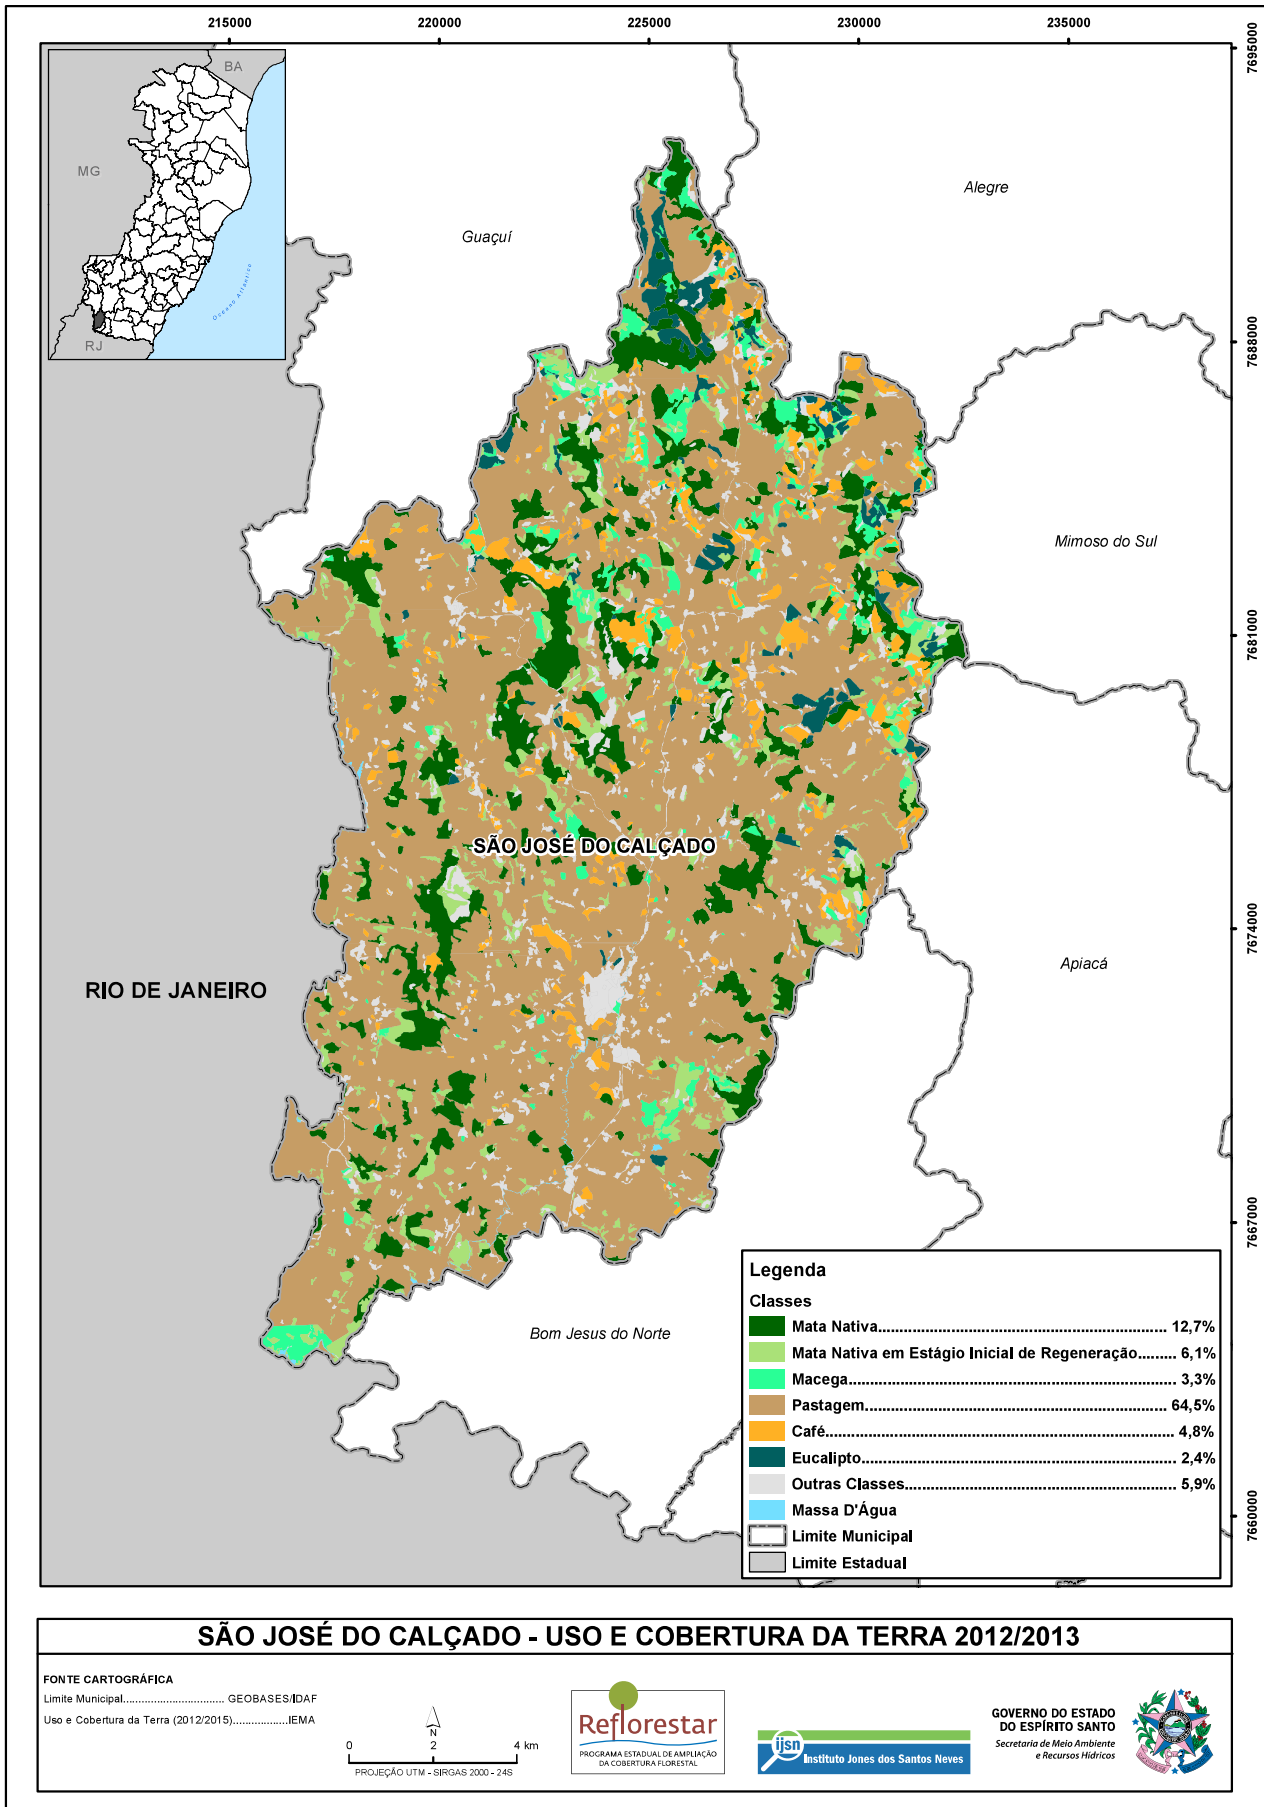 215000
220000
225000
230000
235000
7695000
7688000
7681000
7674000
7667000
7660000
BA
MG
RJ
Oceano Atlântico
Guaçuí
Alegre
Mimoso do Sul
SÃO JOSÉ DO CALÇADO
RIO DE JANEIRO
Apiacá
Bom Jesus do Norte
Legenda
Classes
Mata Nativa 12,7%
Mata Nativa em Estágio Inicial de Regeneração 6,1%
Macega 3,3%
Pastagem 64,5%
Café 4,8%
Eucalipto 2,4%
Outras Classes 5,9%
Massa D'Água
Limite Municipal
Limite Estadual
SÃO JOSÉ DO CALÇADO - USO E COBERTURA DA TERRA 2012/2013
FONTE CARTOGRÁFICA
Limite Municipal GEOBASES/IDAF
Uso e Cobertura da Terra (2012/2015) IEMA
N
0 2 4 km
PROJEÇÃO UTM - SIRGAS 2000 - 24S
Reflorestar
PROGRAMA ESTADUAL DE AMPLIAÇÃO
DA COBERTURA FLORESTAL
ijsn
Instituto Jones dos Santos Neves
GOVERNO DO ESTADO
DO ESPÍRITO SANTO
Secretaria de Meio Ambiente
e Recursos Hídricos